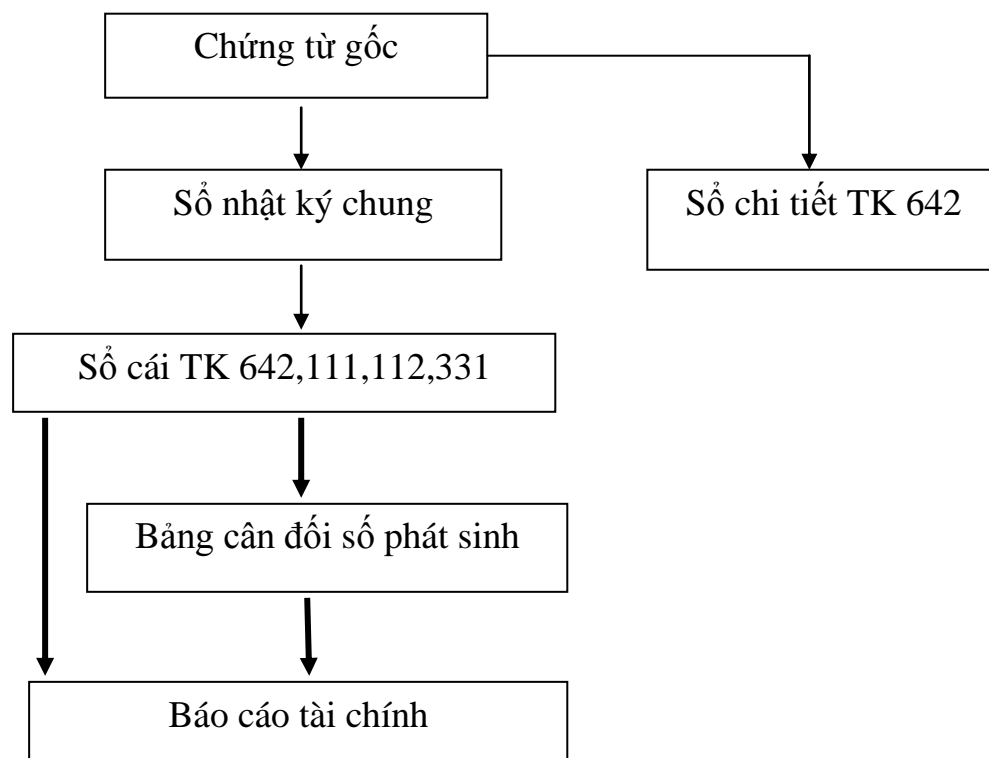 Chứng từ gốc
Sổ nhật ký chung
Sổ chi tiết TK 642
Sổ cái TK 642,111,112,331
Bảng cân đối số phát sinh
Báo cáo tài chính